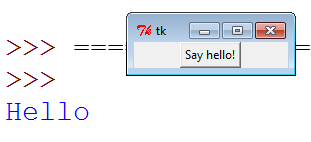 tk
Say hello!
>>> ==== =
>>>
Hello